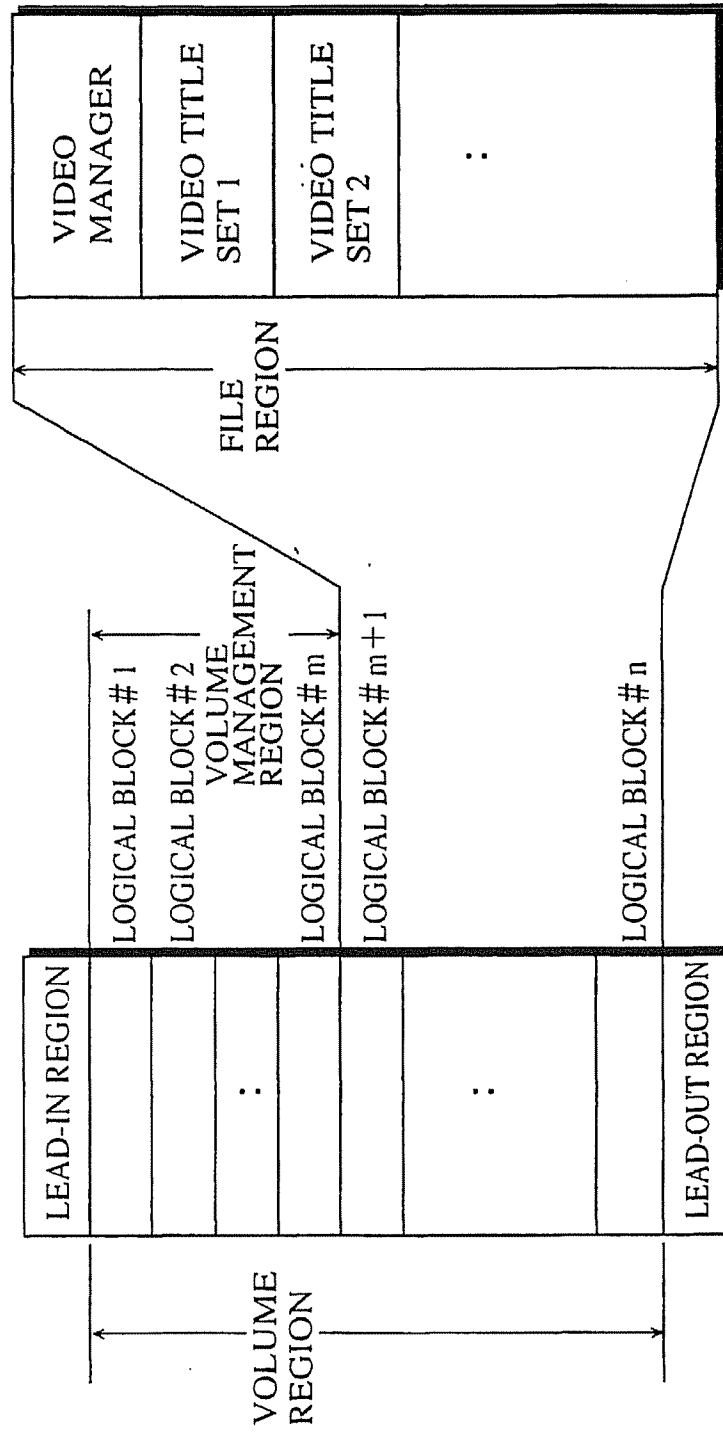 VOLUME
REGION
LEAD-IN REGION
:
:
LEAD-OUT REGION
LOGICAL BLOCK#1
LOGICAL BLOCK#2
VOLUME
MANAGEMENT
REGION
LOGICAL BLOCK#m
LOGICAL BLOCK#m+1
LOGICAL BLOCK#n
FILE
REGION
VIDEO
MANAGER
VIDEO TITLE
SET 1
VIDEO TITLE
SET 2
: